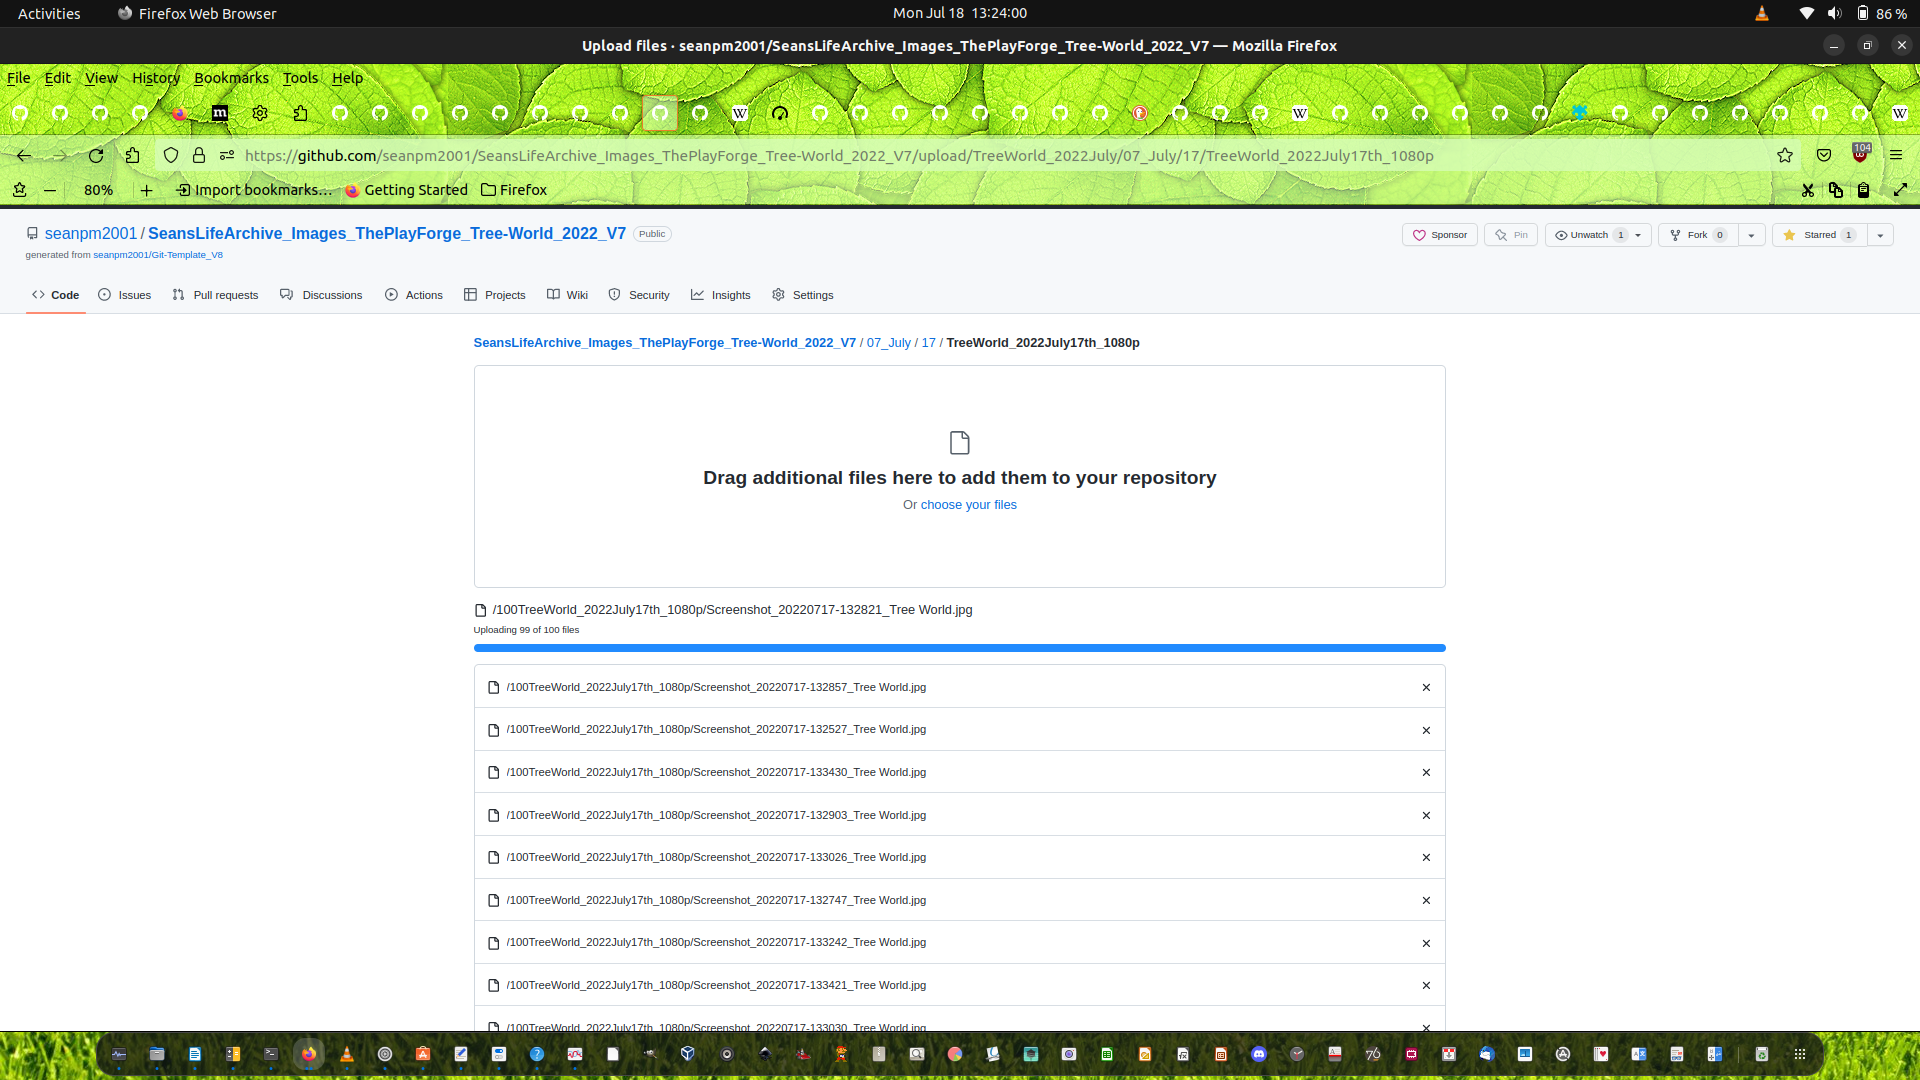 Activities
Firefox Web Browser
Mon Jul 18 13:24:00
86 %
Upload files · seanpm2001/SeansLifeArchive_Images_ThePlayForge_Tree-World_2022_V7 — Mozilla Firefox
File Edit View History Bookmarks Tools Help
https://github.com/seanpm2001/SeansLifeArchive_Images_ThePlayForge_Tree-World_2022_V7/upload/TreeWorld_2022July/07_July/17/TreeWorld_2022July17th_1080p
104
80%
Import bookmarks…
Getting Started
Firefox
seanpm2001 / SeansLifeArchive_Images_ThePlayForge_Tree-World_2022_V7 Public
Sponsor
Pin
Unwatch 1
Fork 0
Starred 1
generated from seanpm2001/Git-Template_V8
Code
Issues
Pull requests
Discussions
Actions
Projects
Wiki
Security
Insights
Settings
SeansLifeArchive_Images_ThePlayForge_Tree-World_2022_V7 / 07_July / 17 / TreeWorld_2022July17th_1080p
Drag additional files here to add them to your repository
Or choose your files
/100TreeWorld_2022July17th_1080p/Screenshot_20220717-132821_Tree World.jpg
Uploading 99 of 100 files
/100TreeWorld_2022July17th_1080p/Screenshot_20220717-132857_Tree World.jpg
/100TreeWorld_2022July17th_1080p/Screenshot_20220717-132527_Tree World.jpg
/100TreeWorld_2022July17th_1080p/Screenshot_20220717-133430_Tree World.jpg
/100TreeWorld_2022July17th_1080p/Screenshot_20220717-132903_Tree World.jpg
/100TreeWorld_2022July17th_1080p/Screenshot_20220717-133026_Tree World.jpg
/100TreeWorld_2022July17th_1080p/Screenshot_20220717-132747_Tree World.jpg
/100TreeWorld_2022July17th_1080p/Screenshot_20220717-133242_Tree World.jpg
/100TreeWorld_2022July17th_1080p/Screenshot_20220717-133421_Tree World.jpg
/100TreeWorld_2022July17th_1080p/Screenshot_20220717-133030_Tree World.jpg